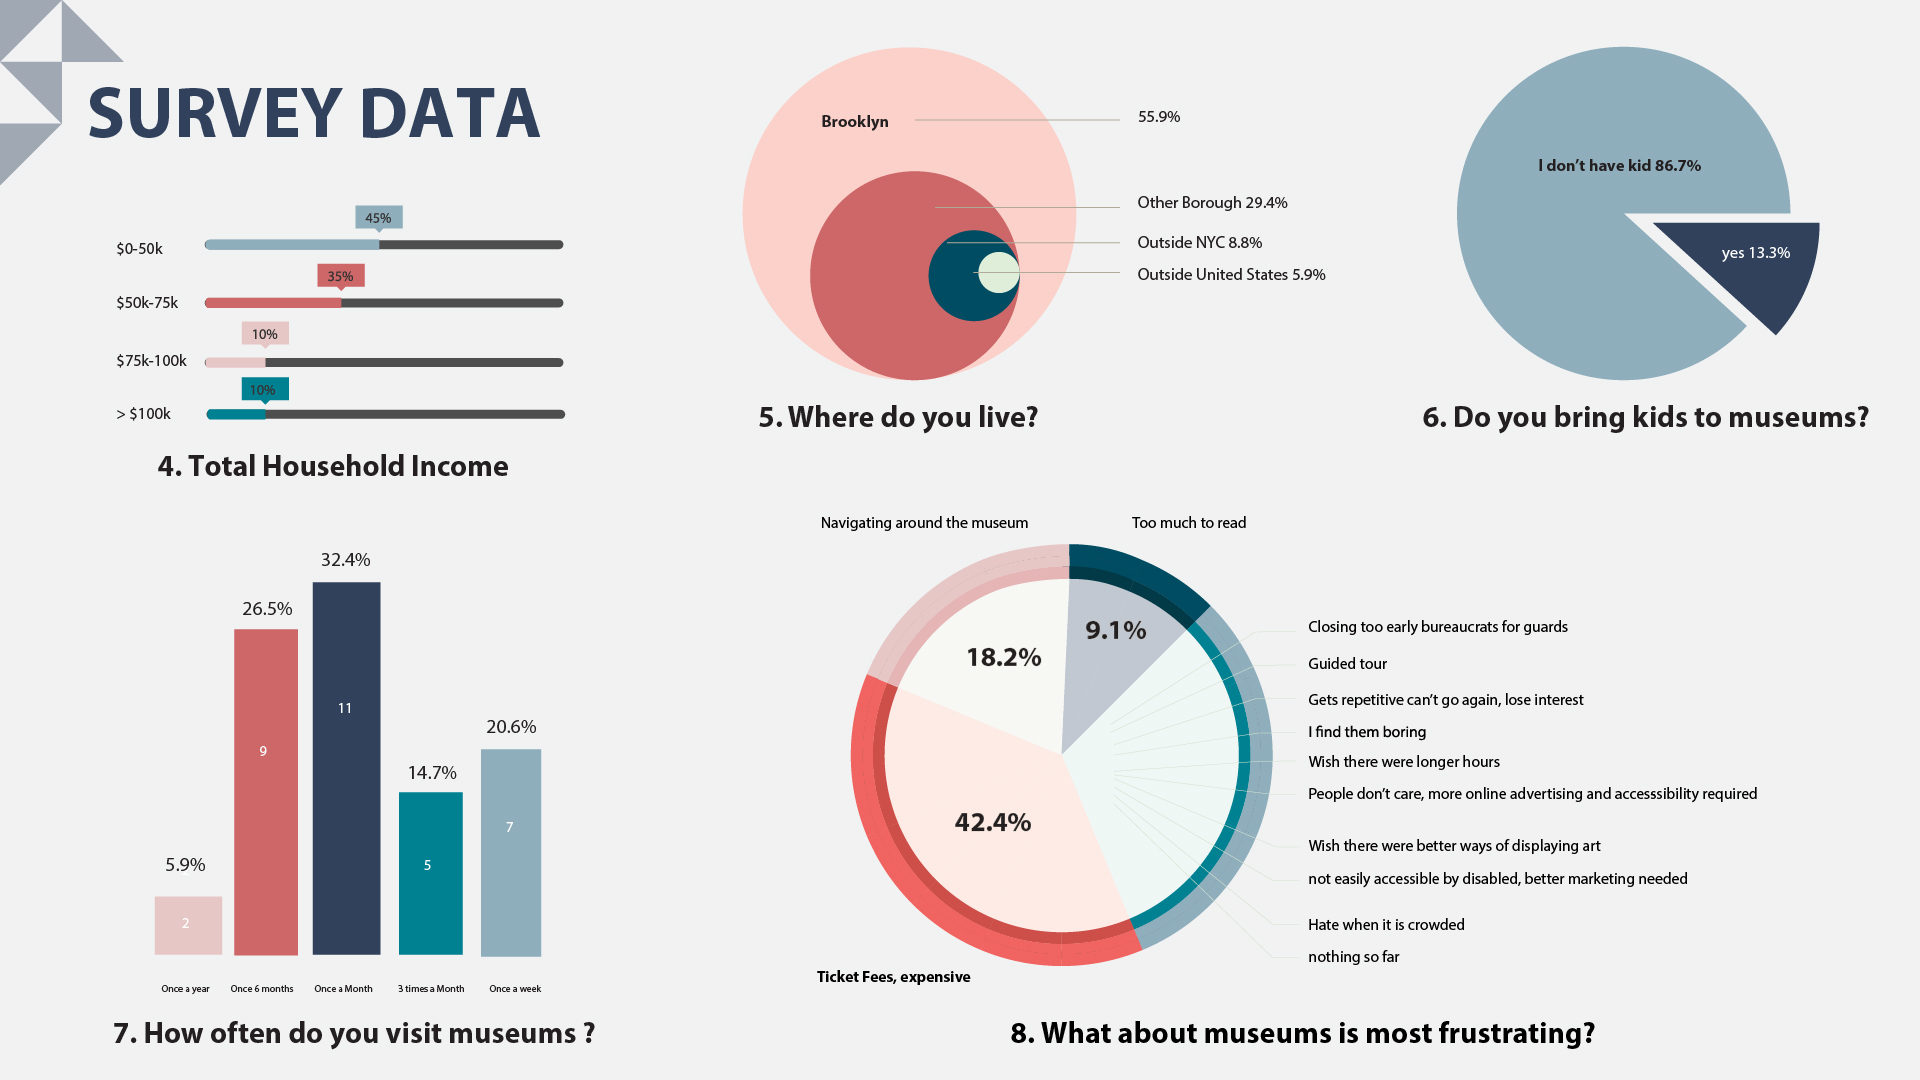 SURVEY DATA
45%
$0-50k
35%
$50k-75k
10%
$75k-100k
10%
> $100k
4. Total Household Income
Brooklyn
55.9%
Other Borough 29.4%
Outside NYC 8.8%
Outside United States 5.9%
5. Where do you live?
I don't have kid 86.7%
yes 13.3%
6. Do you bring kids to museums?
5.9%
26.5%
32.4%
14.7%
20.6%
2
9
11
5
7
Once a year
Once 6 months
Once a Month
3 times a Month
Once a week
7. How often do you visit museums ?
Navigating around the museum
Too much to read
18.2%
9.1%
42.4%
Ticket Fees, expensive
Closing too early bureaucrats for guards
Guided tour
Gets repetitive can't go again, lose interest
I find them boring
Wish there were longer hours
People don't care, more online advertising and accesssibility required
Wish there were better ways of displaying art
not easily accessible by disabled, better marketing needed
Hate when it is crowded
nothing so far
8. What about museums is most frustrating?